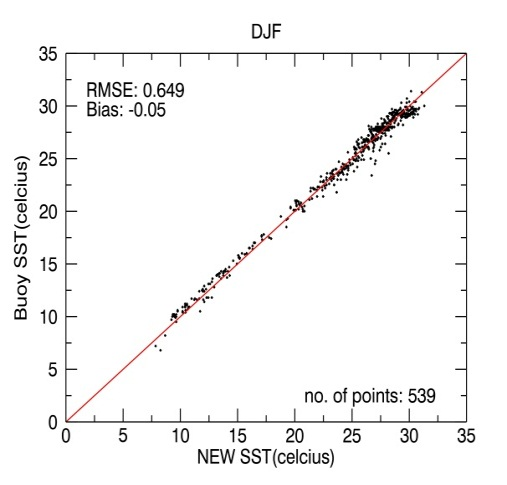 DJF
35
RMSE: 0.649
Bias: -0.05
30
25
20
15
10
5
0
Buoy SST(celcius)
no. of points: 539
0 5 10 15 20 25 30 35
NEW SST(celcius)